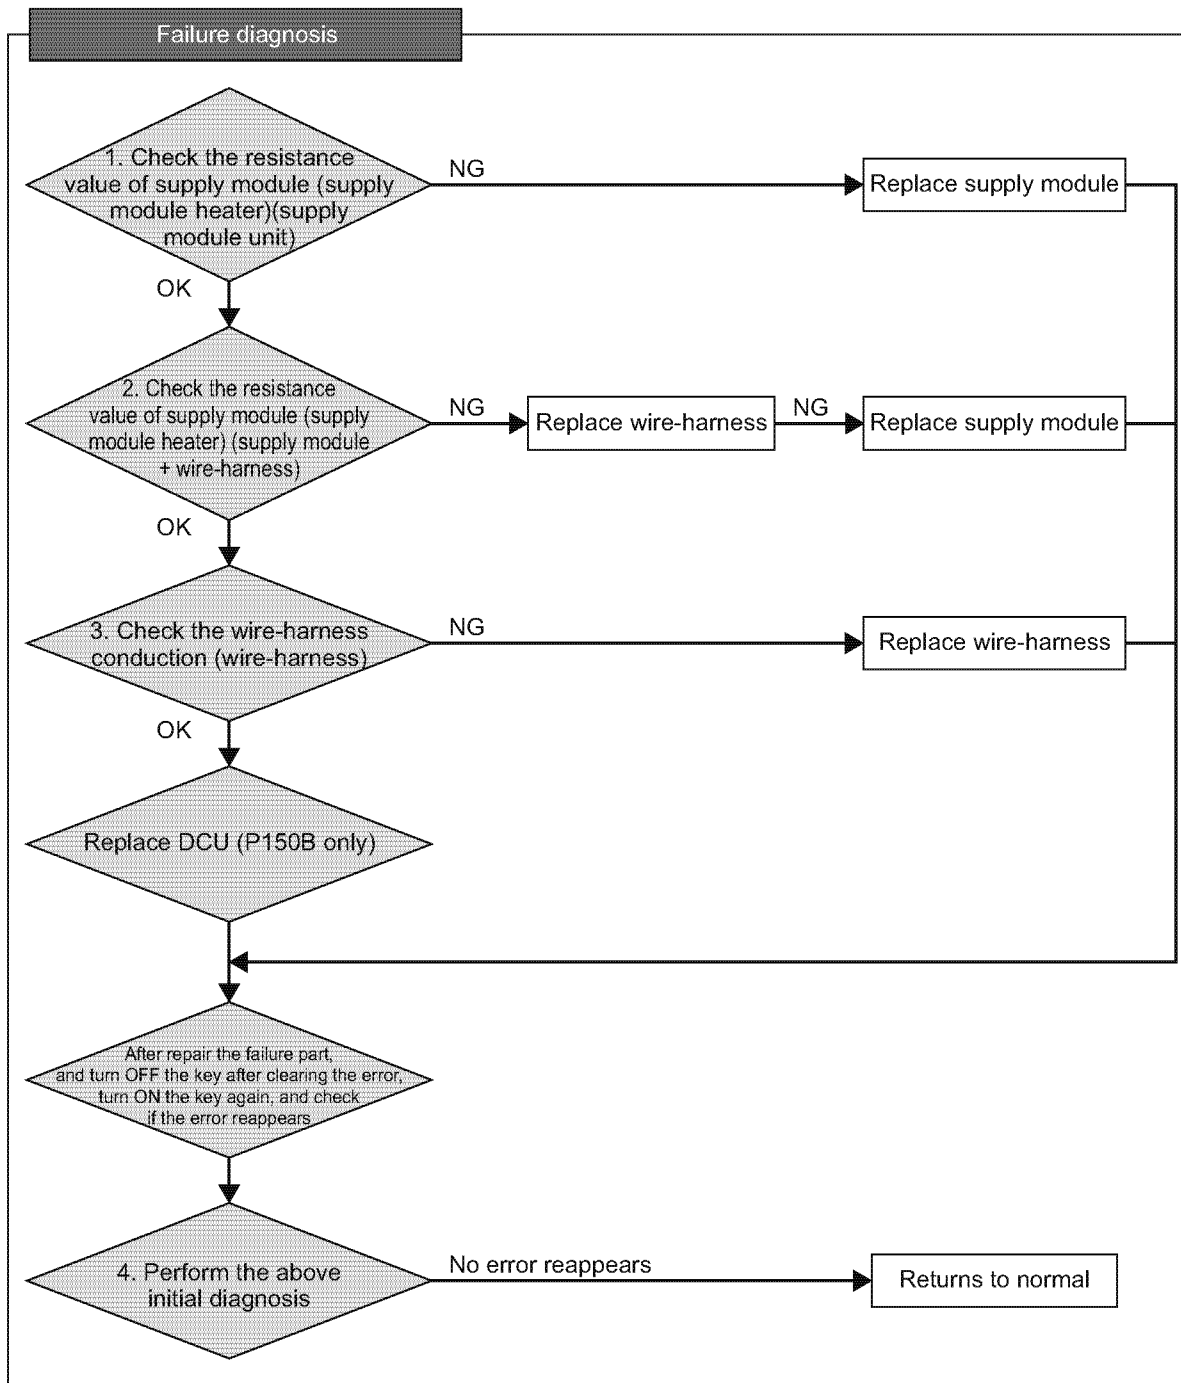 Failure diagnosis
1. Check the resistance
value of supply module (supply
module heater)(supply
module unit)
NG
Replace supply module
OK
2. Check the resistance
value of supply module (supply
module heater) (supply module
+ wire-harness)
NG
Replace wire-harness
NG
Replace supply module
OK
3. Check the wire-harness
conduction (wire-harness)
NG
Replace wire-harness
OK
Replace DCU (P150B only)
After repair the failure part,
and turn OFF the key after clearing the error,
turn ON the key again, and check
if the error reappears
4. Perform the above
initial diagnosis
No error reappears
Returns to normal